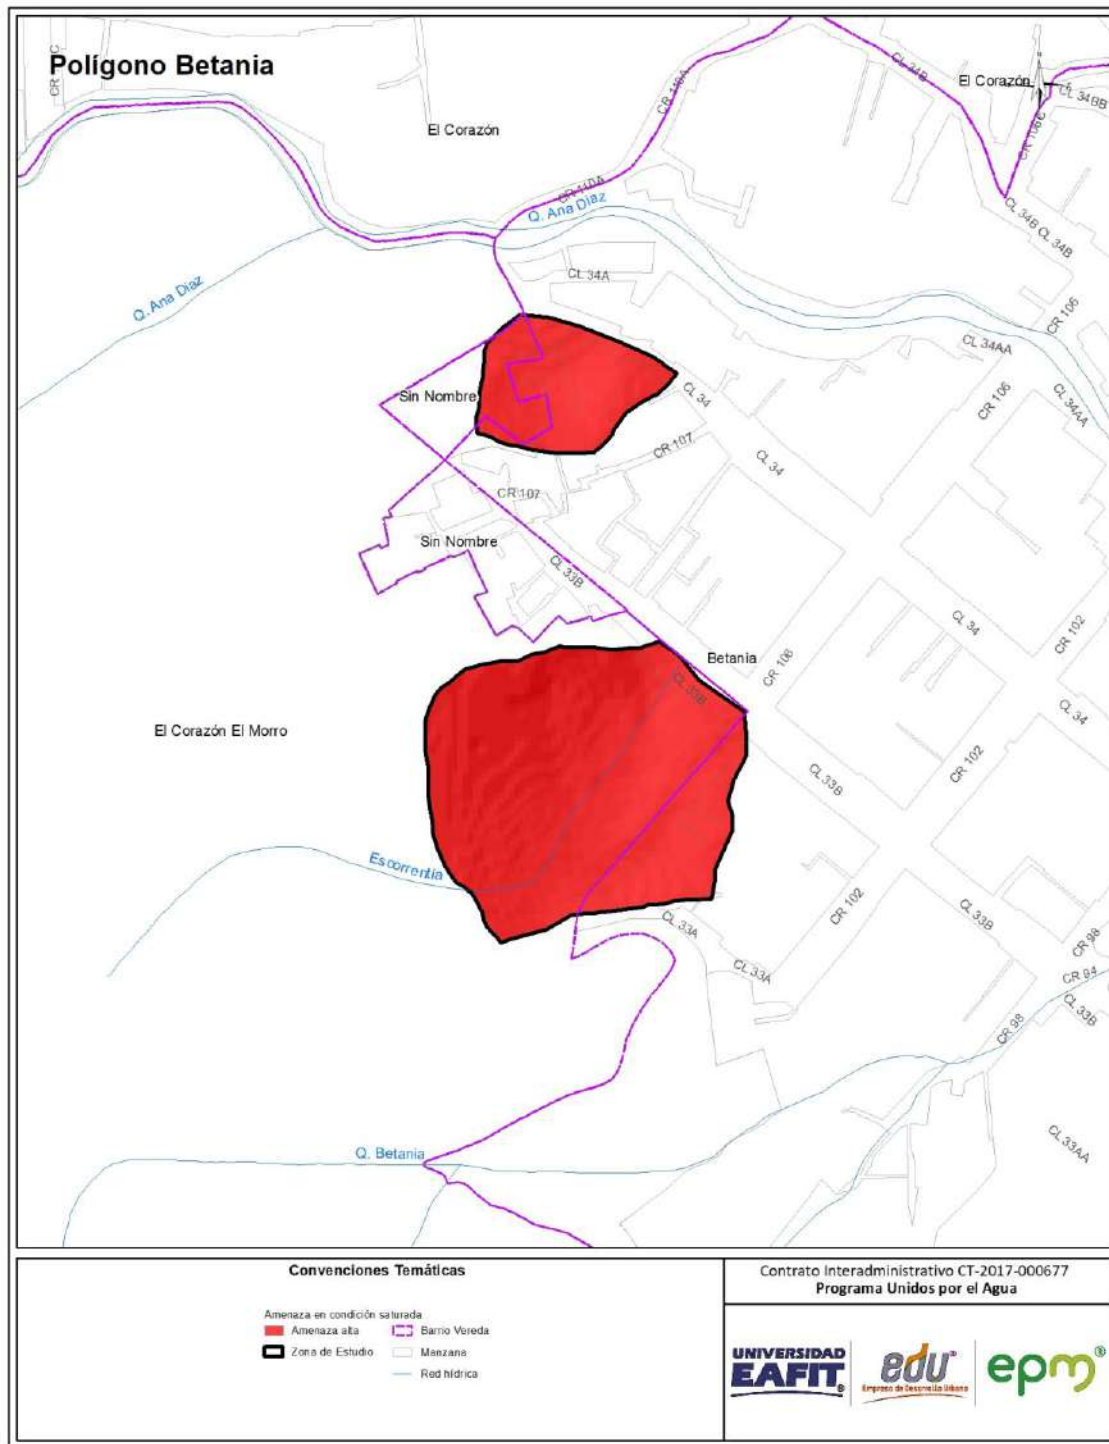 Polígono Betania
CR 110A
CL 34B
El Corazón
CL 34BB
El Corazón
CR 106C
CR 110A
Q. Ana Diaz
CL 34B
CL 34B
Q. Ana Diaz
CL 34A
CR 106
CL 34AA
Sin Nombre
CL 34
CR 106
CL 34AA
CR 107
CL 34
CR 107
Sin Nombre
CL 33B
CL 34
CR 102
Betania
CR 106
CL 33B
CL 34
El Corazón El Morro
CL 33B
CR 102
Escorrentía
CR 102
CL 33B
CL 33A
CL 33A
CR 98
CR 84
CL 33B
CR 98
Q. Betania
CL 33AA
Convenciones Temáticas
Amenaza en condición saturada
Amenaza alta
Barrio Vereda
Zona de Estudio
Manzana
Red hídrica
Contrato Interadministrativo CT-2017-000677
Programa Unidos por el Agua
UNIVERSIDAD
EAFIT®
edu®
Empresa de Desarrollo Urbano
epm®